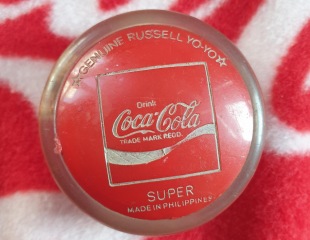 ☆GENUINE RUSSELL YO-YO☆
Drink
Coca-Cola
TRADE MARK REGD.
SUPER
MADE IN PHILIPPINES